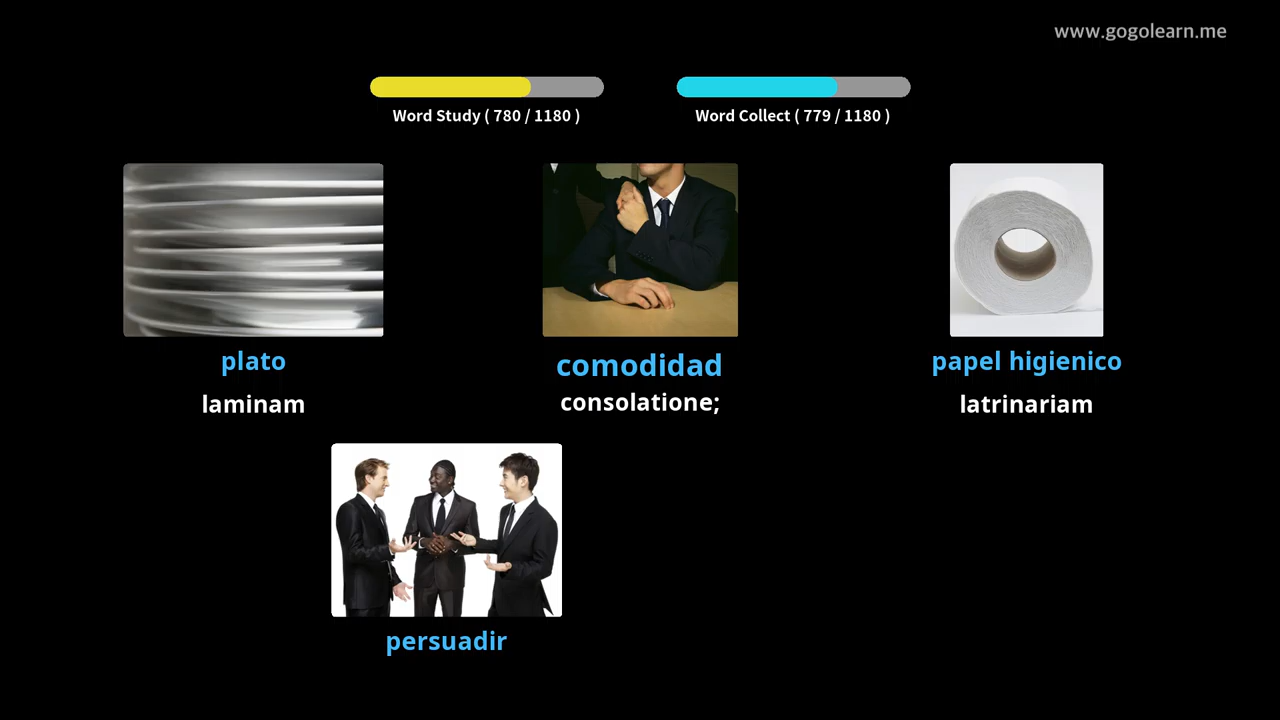 www.gogolearn.me
Word Study ( 780 / 1180 )
Word Collect ( 779 / 1180 )
plato
comodidad
papel higienico
laminam
consolatione;
latrinariam
persuadir